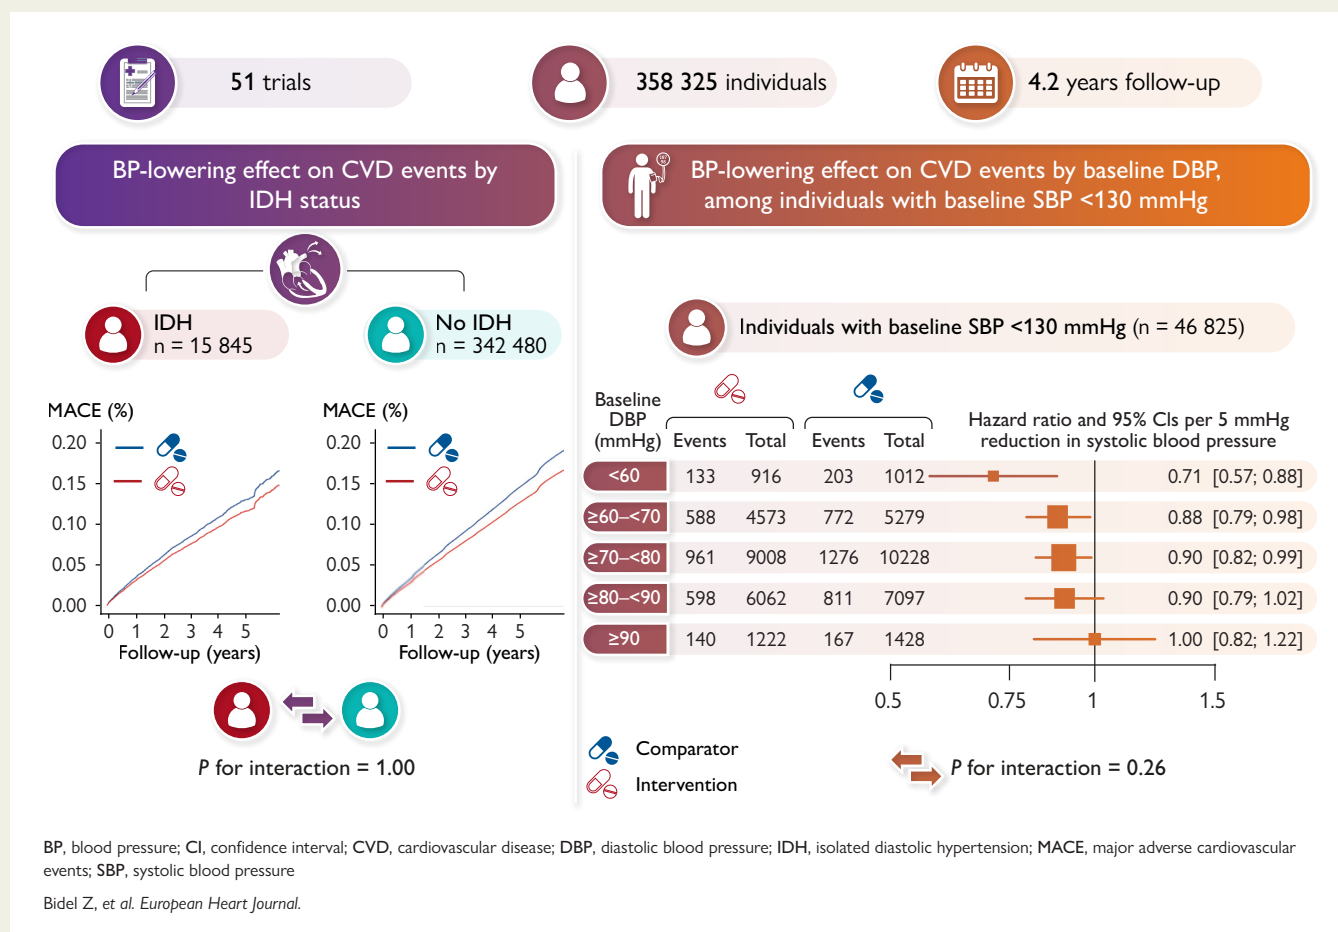 51 trials
358 325 individuals
4.2 years follow-up
BP-lowering effect on CVD events by
IDH status
IDH
n = 15 845
No IDH
n = 342 480
MACE (%)
0.20
0.15
0.10
0.05
0.00
0 1 2 3 4 5
Follow-up (years)
MACE (%)
0.20
0.15
0.10
0.05
0.00
0 1 2 3 4 5
Follow-up (years)
P for interaction = 1.00
BP-lowering effect on CVD events by baseline DBP,
among individuals with baseline SBP <130 mmHg
Individuals with baseline SBP <130 mmHg (n = 46 825)
Baseline
DBP
(mmHg)
Events Total Events Total
Hazard ratio and 95% CIs per 5 mmHg
reduction in systolic blood pressure
<60 133 916 203 1012 0.71 [0.57; 0.88]
≥60–<70 588 4573 772 5279 0.88 [0.79; 0.98]
≥70–<80 961 9008 1276 10228 0.90 [0.82; 0.99]
≥80–<90 598 6062 811 7097 0.90 [0.79; 1.02]
≥90 140 1222 167 1428 1.00 [0.82; 1.22]
0.5 0.75 1 1.5
Comparator
Intervention
P for interaction = 0.26
BP, blood pressure; CI, confidence interval; CVD, cardiovascular disease; DBP, diastolic blood pressure; IDH, isolated diastolic hypertension; MACE, major adverse cardiovascular
events; SBP, systolic blood pressure
Bidel Z, et al. European Heart Journal.